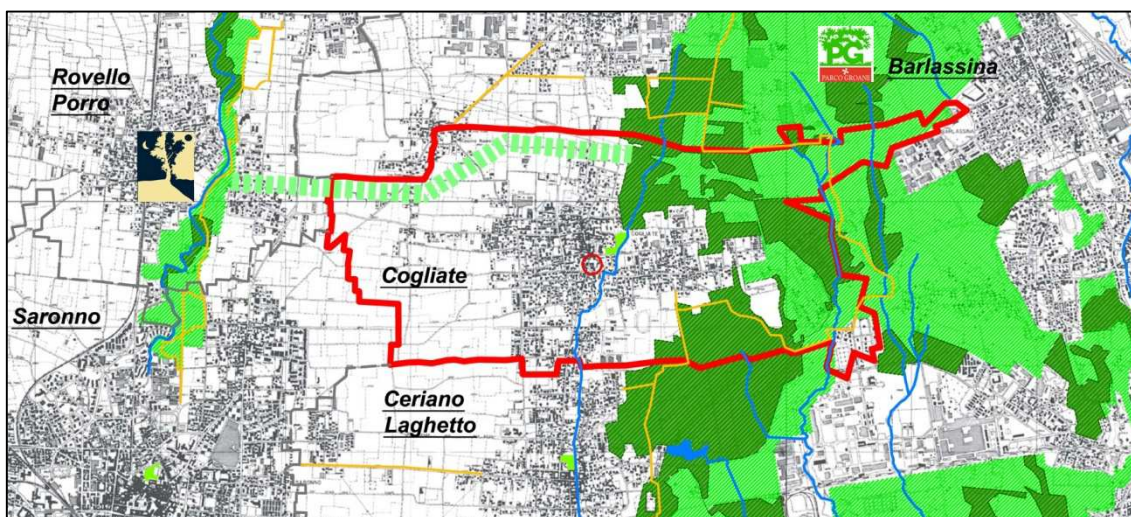 Rovello
Porro
PG
PARCO GROANE
Barlassina
Saronno
Cogliate
Ceriano
Laghetto